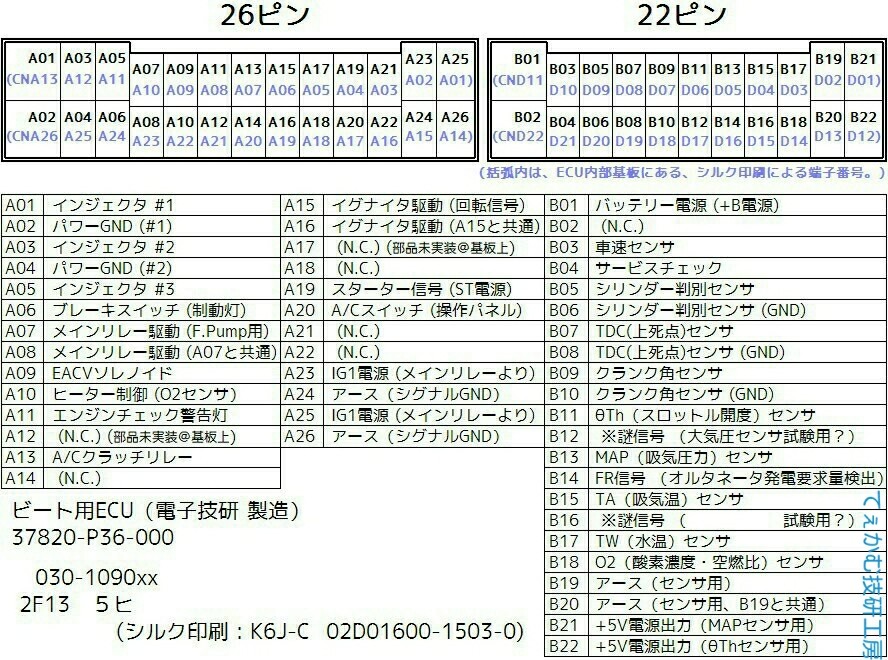 26ピン 22ピン
A01 A03 A05 A07 A09 A11 A13 A15 A17 A19 A21 A23 A25
(CNA13 A12 A11 A10 A09 A08 A07 A06 A05 A04 A03 A02 A01)
A02 A04 A06 A08 A10 A12 A14 A16 A18 A20 A22 A24 A26
(CNA26 A25 A24 A23 A22 A21 A20 A19 A18 A17 A16 A15 A14)
B01 B03 B05 B07 B09 B11 B13 B15 B17 B19 B21
(CND11 D10 D09 D08 D07 D06 D05 D04 D03 D02 D01)
B02 B04 B06 B08 B10 B12 B14 B16 B18 B20 B22
(CND22 D21 D20 D19 D18 D17 D16 D15 D14 D13 D12)
(括弧内は、ECU内部基板にある、シルク印刷による端子番号。)
A01 インジェクタ #1
A02 パワーGND (#1)
A03 インジェクタ #2
A04 パワーGND (#2)
A05 インジェクタ #3
A06 ブレーキスイッチ (制動灯)
A07 メインリレー駆動 (F.Pump用)
A08 メインリレー駆動 (A07と共通)
A09 EACVソレノイド
A10 ヒーター制御 (O2センサ)
A11 エンジンチェック警告灯
A12 (N.C.) (部品未実装@基板上)
A13 A/Cクラッチリレー
A14 (N.C.)
A15 イグナイタ駆動 (回転信号)
A16 イグナイタ駆動 (A15と共通)
A17 (N.C.) (部品未実装@基板上)
A18 (N.C.)
A19 スターター信号 (ST電源)
A20 A/Cスイッチ (操作パネル)
A21 (N.C.)
A22 (N.C.)
A23 IG1電源 (メインリレーより)
A24 アース (シグナルGND)
A25 IG1電源 (メインリレーより)
A26 アース (シグナルGND)
B01 バッテリー電源 (+B電源)
B02 (N.C.)
B03 車速センサ
B04 サービスチェック
B05 シリンダー判別センサ
B06 シリンダー判別センサ (GND)
B07 TDC(上死点)センサ
B08 TDC(上死点)センサ (GND)
B09 クランク角センサ
B10 クランク角センサ (GND)
B11 θTh (スロットル開度) センサ
B12 ※謎信号 (大気圧センサ試験用？)
B13 MAP (吸気圧力) センサ
B14 FR信号 (オルタネータ発電要求量検出)
B15 TA (吸気温) センサ
B16 ※謎信号 ( 試験用？)
B17 TW (水温) センサ
B18 O2 (酸素濃度・空燃比) センサ
B19 アース (センサ用)
B20 アース (センサ用、B19と共通)
B21 +5V電源出力 (MAPセンサ用)
B22 +5V電源出力 (θThセンサ用)
ビート用ECU (電子技研 製造)
37820-P36-000
030-1090xx
2F13 5ヒ
(シルク印刷：K6J-C 02D01600-1503-0)
てぇかむ技研工房